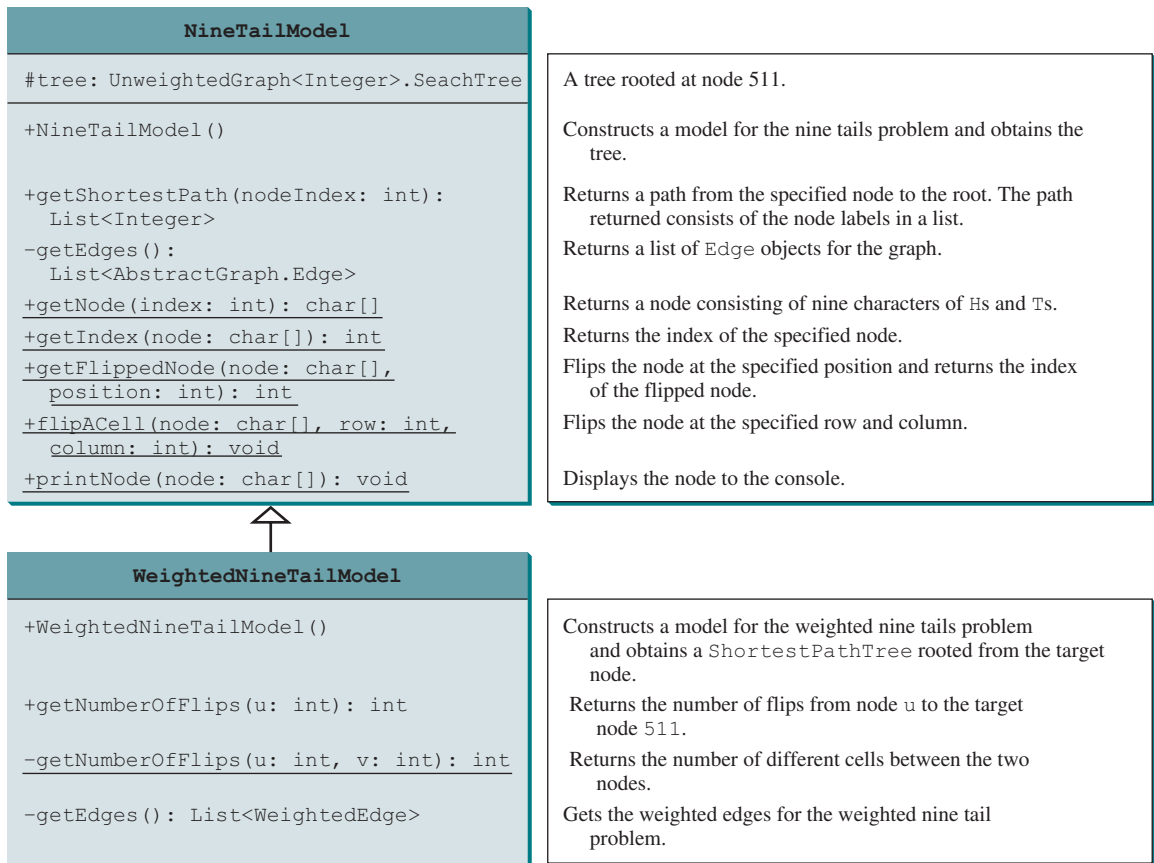 NineTailModel
#tree: UnweightedGraph<Integer>.SeachTree
A tree rooted at node 511.
+NineTailModel()
Constructs a model for the nine tails problem and obtains the
tree.
+getShortestPath(nodeIndex: int):
List<Integer>
Returns a path from the specified node to the root. The path
returned consists of the node labels in a list.
-getEdges():
List<AbstractGraph.Edge>
Returns a list of Edge objects for the graph.
+getNode(index: int): char[]
Returns a node consisting of nine characters of Hs and Ts.
+getIndex(node: char[]): int
Returns the index of the specified node.
+getFlippedNode(node: char[],
position: int): int
Flips the node at the specified position and returns the index
of the flipped node.
+flipACell(node: char[], row: int,
column: int): void
Flips the node at the specified row and column.
+printNode(node: char[]): void
Displays the node to the console.
WeightedNineTailModel
+WeightedNineTailModel()
Constructs a model for the weighted nine tails problem
and obtains a ShortestPathTree rooted from the target
node.
+getNumberOfFlips(u: int): int
Returns the number of flips from node u to the target
node 511.
-getNumberOfFlips(u: int, v: int): int
Returns the number of different cells between the two
nodes.
-getEdges(): List<WeightedEdge>
Gets the weighted edges for the weighted nine tail
problem.